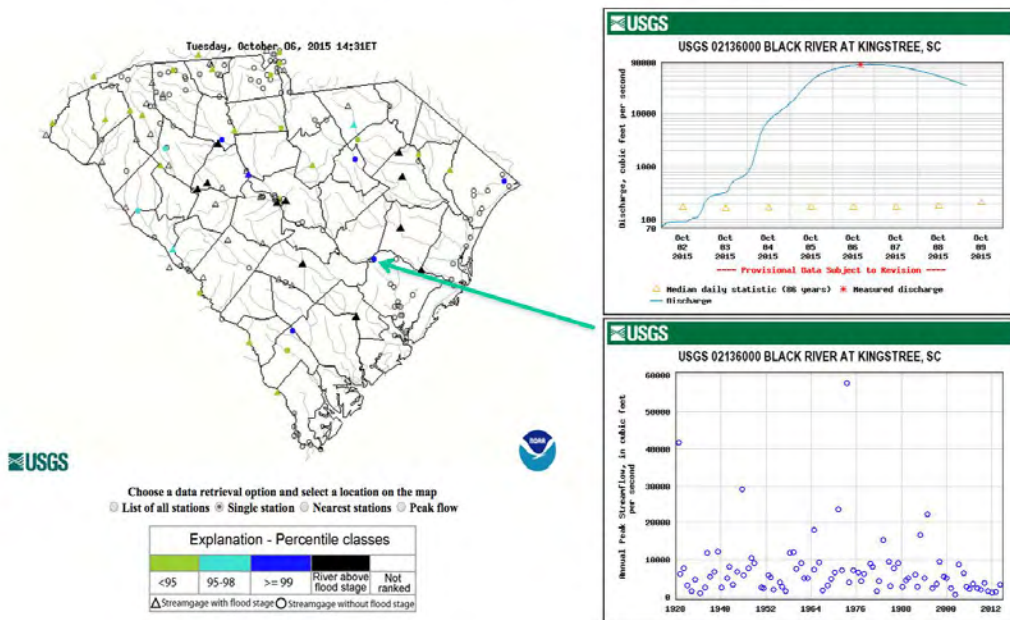 Tuesday, October 06, 2015 14:31ET
USGS
NOAA
Choose a data retrieval option and select a location on the map
List of all stations Single station Nearest stations Peak flow
Explanation - Percentile classes
<95 95-98 >= 99 River above flood stage Not ranked
Streamgage with flood stage Streamgage without flood stage
USGS
USGS 02136000 BLACK RIVER AT KINGSTREE, SC
Discharge, cubic feet per second
90000
10000
1000
100
70
Oct 02 2015
Oct 03 2015
Oct 04 2015
Oct 05 2015
Oct 06 2015
Oct 07 2015
Oct 08 2015
Oct 09 2015
----- Provisional Data Subject to Revision -----
Median daily statistic (86 years) Measured discharge
Discharge
USGS
USGS 02136000 BLACK RIVER AT KINGSTREE, SC
Annual Peak Streamflow, in cubic feet per second
60000
50000
40000
30000
20000
10000
0
1928 1940 1952 1964 1976 1988 2000 2012